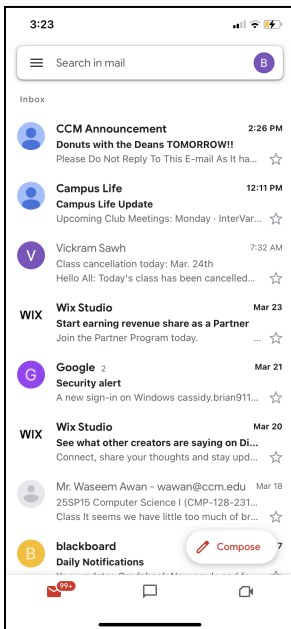 3:23
Search in mail
B
Inbox
CCM Announcement 2:26 PM
Donuts with the Deans TOMORROW!!
Please Do Not Reply To This E-mail As It ha...
Campus Life 12:11 PM
Campus Life Update
Upcoming Club Meetings: Monday · InterVar...
V
Vickram Sawh 7:32 AM
Class cancellation today: Mar. 24th
Hello All: Today's class has been cancelled...
WIX
Wix Studio Mar 23
Start earning revenue share as a Partner
Join the Partner Program today. ...
G
Google 2 Mar 21
Security alert
A new sign-in on Windows cassidy.brian911...
WIX
Wix Studio Mar 20
See what other creators are saying on Di...
Connect, share your thoughts and stay upd...
Mr. Waseem Awan - wawan@ccm.edu Mar 18
25SP15 Computer Science I (CMP-128-231...
Class It seems we have little too much of br...
B
blackboard 7
Daily Notifications
Compose
99+